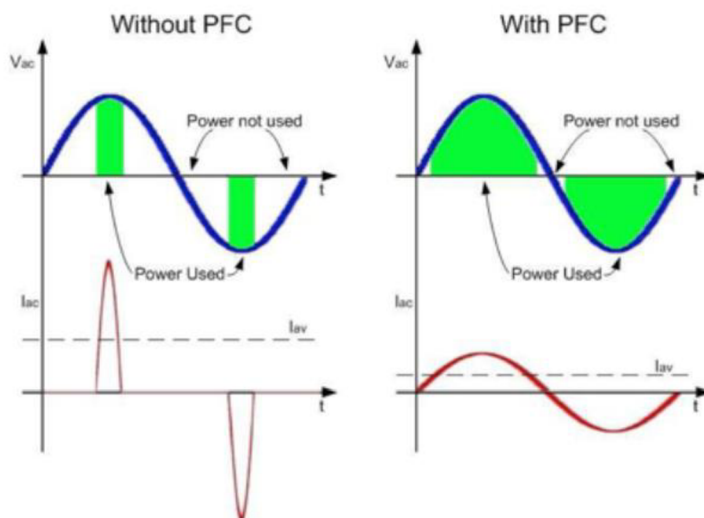 Without PFC
Vac
Power not used
t
Power Used
Iac
Iav
t
With PFC
Vac
Power not used
t
Power Used
Iac
Iav
t